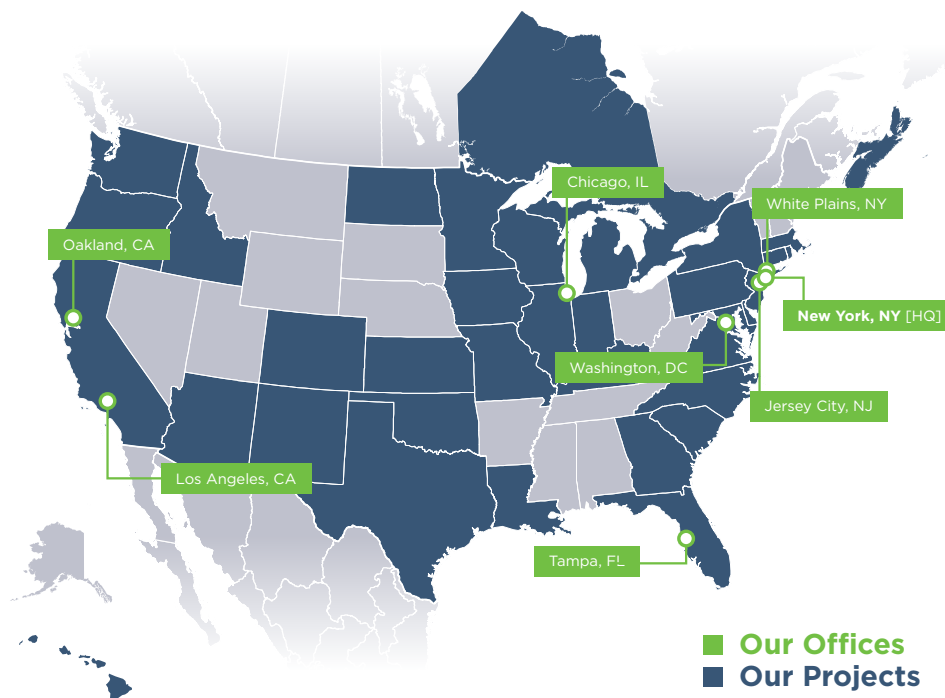 Chicago, IL
White Plains, NY
Oakland, CA
New York, NY [HQ]
Washington, DC
Jersey City, NJ
Los Angeles, CA
Tampa, FL
Our Offices
Our Projects